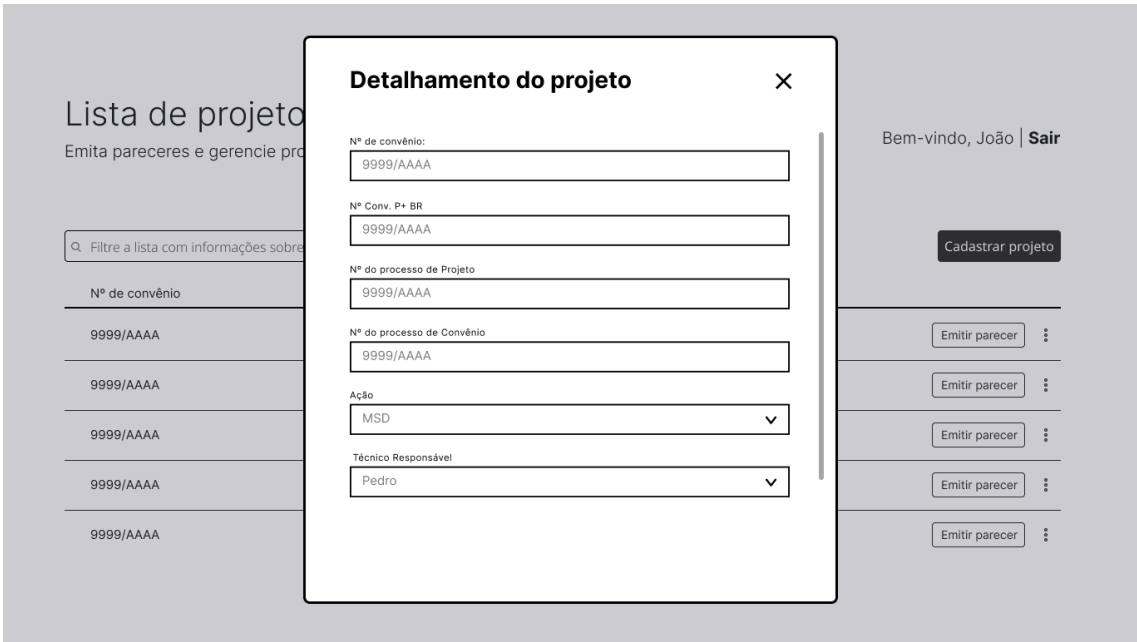 Detalhamento do projeto
Lista de projeto
Emita pareceres e gerencie
Bem-vindo, João | Sair
Nº de convênio:
9999/AAAA
Nº Conv. P+ BR
9999/AAAA
Filtre a lista com informações sobre
Cadastrar projeto
Nº do processo de Projeto
9999/AAAA
Nº de convênio
Nº do processo de Convênio
9999/AAAA
9999/AAAA
Emitir parecer
9999/AAAA
Emitir parecer
Ação
MSD
9999/AAAA
Emitir parecer
Técnico Responsável
Pedro
9999/AAAA
Emitir parecer
9999/AAAA
Emitir parecer